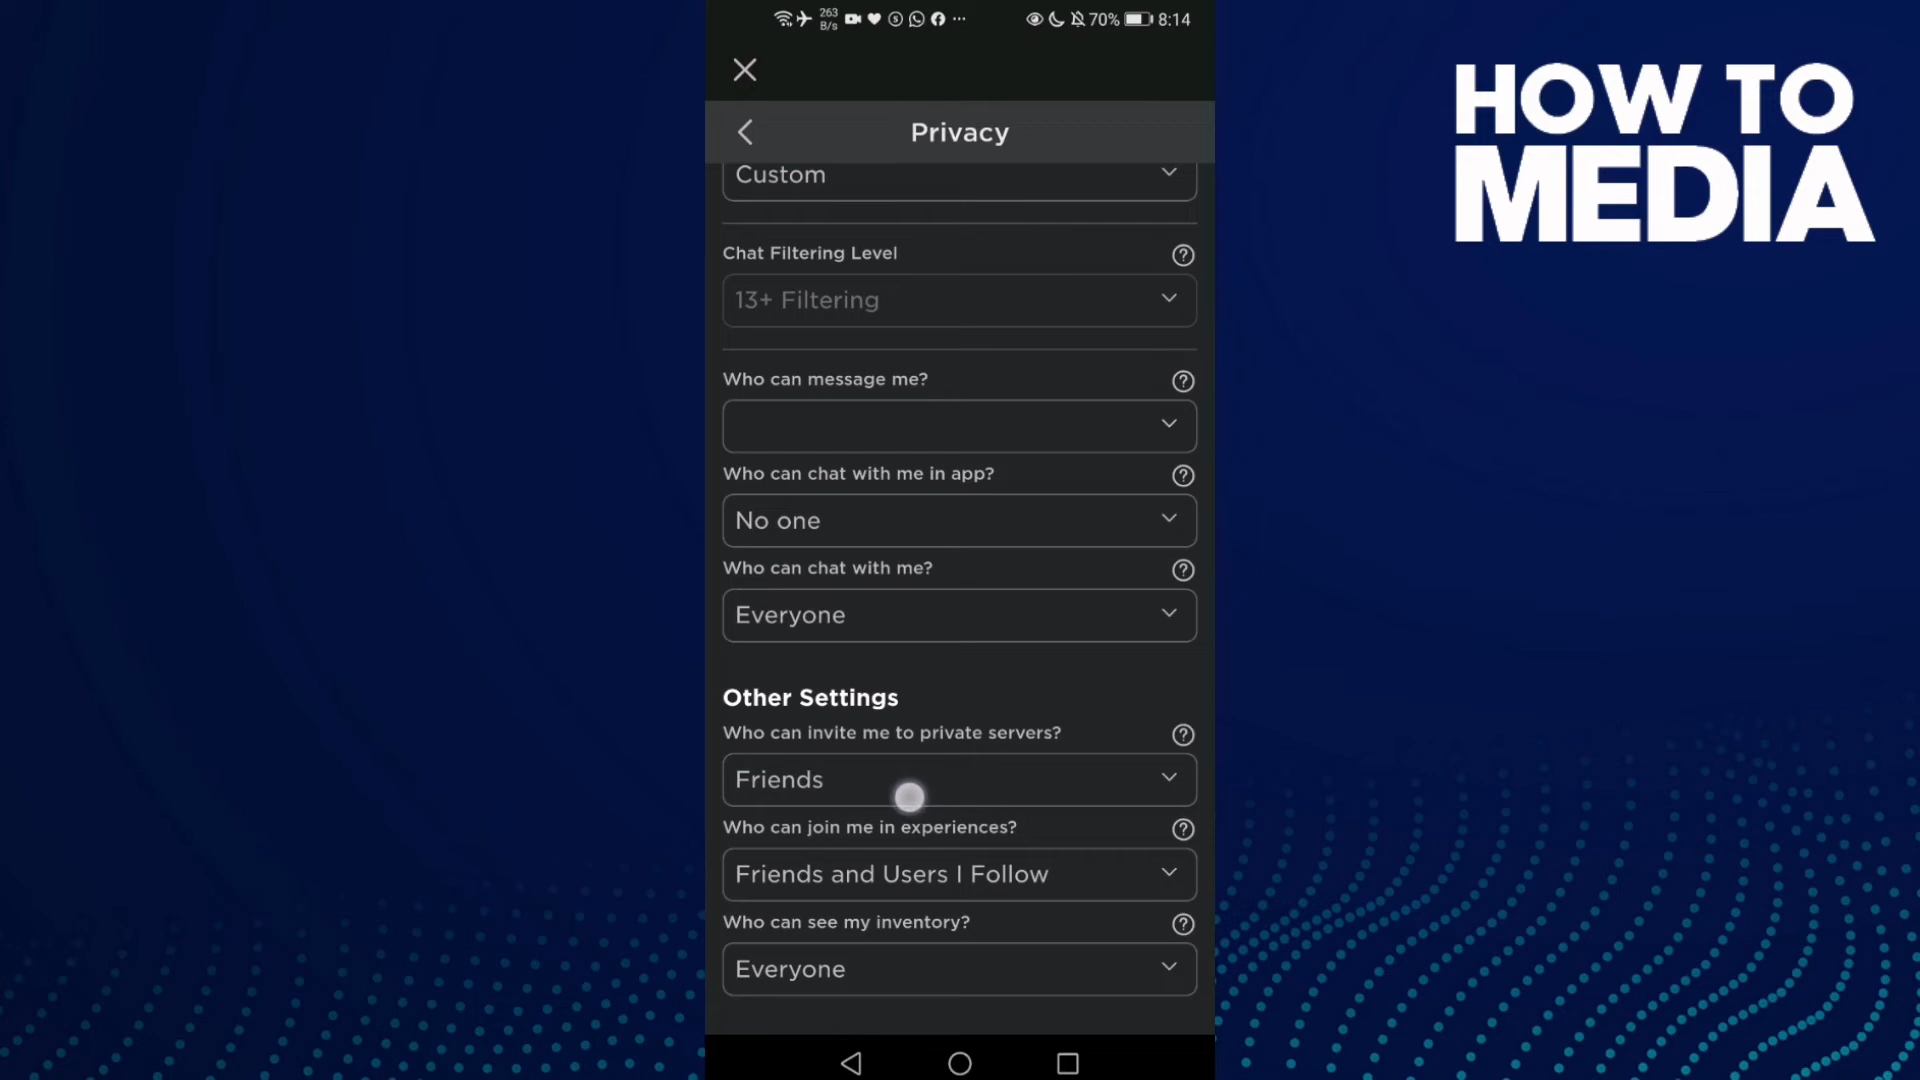 263
B/s
70% 8:14
HOW TO
MEDIA
Privacy
Custom
Chat Filtering Level
13+ Filtering
Who can message me?
Who can chat with me in app?
No one
Who can chat with me?
Everyone
Other Settings
Who can invite me to private servers?
Friends
Who can join me in experiences?
Friends and Users I Follow
Who can see my inventory?
Everyone